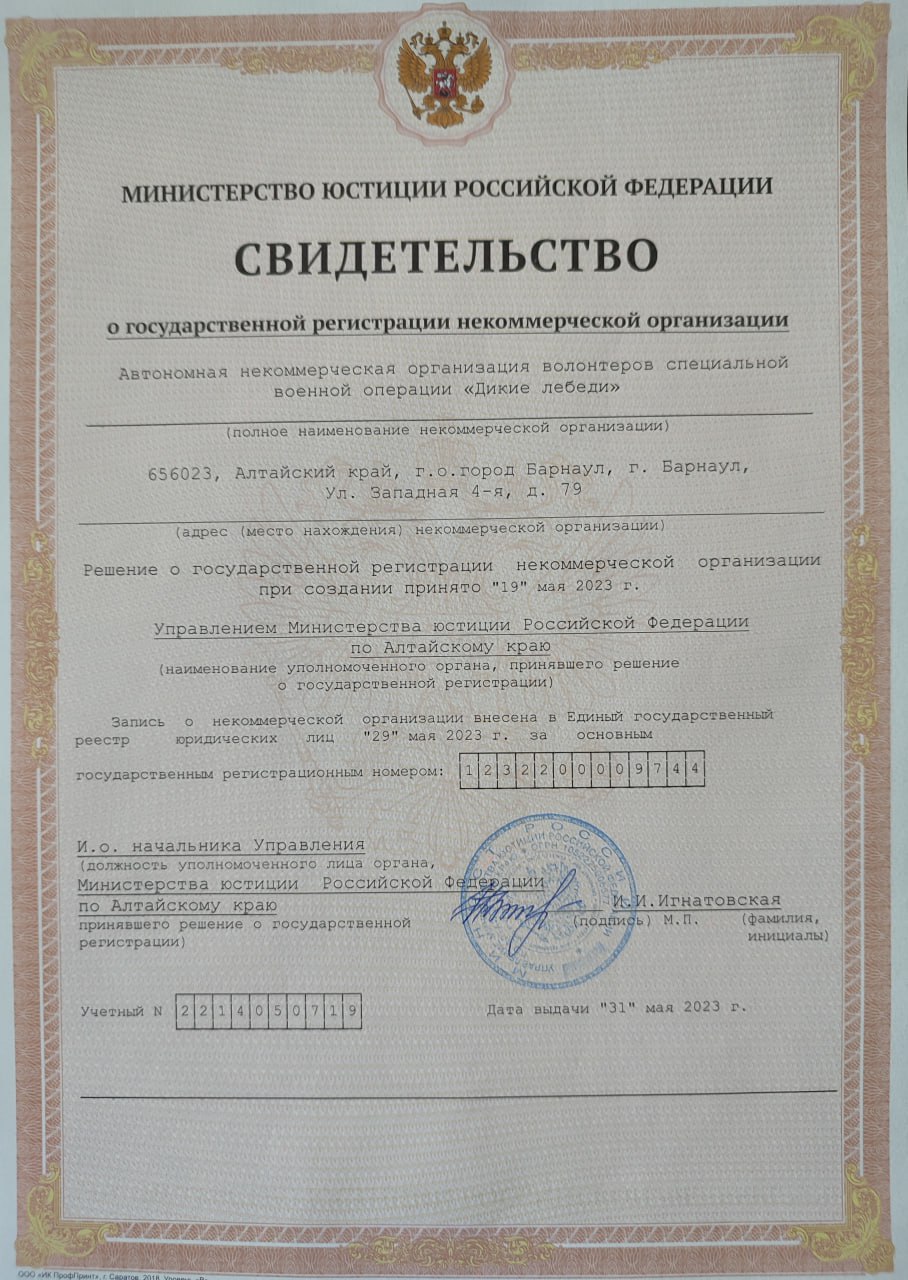 МИНИСТЕРСТВО ЮСТИЦИИ РОССИЙСКОЙ ФЕДЕРАЦИИ
СВИДЕТЕЛЬСТВО
о государственной регистрации некоммерческой организации
Автономная некоммерческая организация волонтеров специальной
военной операции «Дикие лебеди»
(полное наименование некоммерческой организации)
656023, Алтайский край, г.о.город Барнаул, г. Барнаул,
Ул. Западная 4-я, д. 79
(адрес (место нахождения) некоммерческой организации)
Решение о государственной регистрации некоммерческой организации
при создании принято "19" мая 2023 г.
Управлением Министерства юстиции Российской Федерации
по Алтайскому краю
(наименование уполномоченного органа, принявшего решение
о государственной регистрации)
Запись о некоммерческой организации внесена в Единый государственный
реестр юридических лиц "29" мая 2023 г. за основным
государственным регистрационным номером: 1232200009744
И.о. начальника Управления
(должность уполномоченного лица органа,
Министерства юстиции Российской Федерации
по Алтайскому краю И.И.Игнатовская
принявшего решение о государственной (подпись) М.П. (фамилия,
регистрации) инициалы)
Учетный N 2214050719 Дата выдачи "31" мая 2023 г.
ООО «ИК ПрофПринт», г. Саратов, 2018,